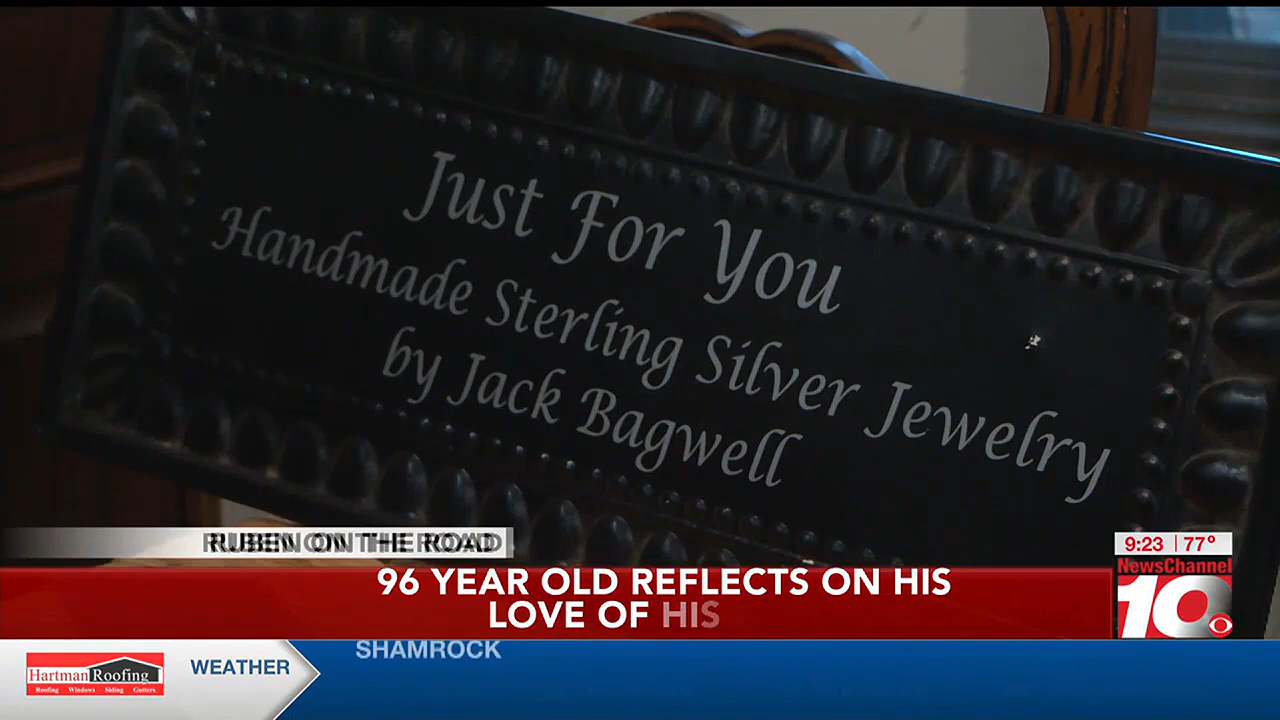 Just For You
Handmade Sterling Silver Jewelry
by Jack Bagwell
RUBEN ON THE ROAD
9:23 77°
96 YEAR OLD REFLECTS ON HIS
LOVE OF HIS
NewsChannel
10
SHAMROCK
WEATHER
Hartman Roofing
Roofing Windows Siding Gutters